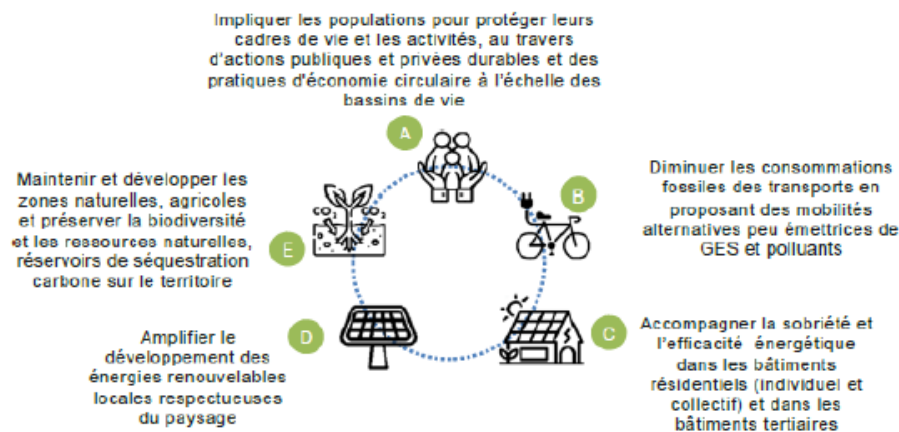 Impliquer les populations pour protéger leurs
cadres de vie et les activités, au travers
d'actions publiques et privées durables et des
pratiques d'économie circulaire à l'échelle des
bassins de vie
A
B
Diminuer les consommations
fossiles des transports en
proposant des mobilités
alternatives peu émettrices de
GES et polluants
C
Accompagner la sobriété et
l'efficacité énergétique
dans les bâtiments
résidentiels (individuel et
collectif) et dans les
bâtiments tertiaires
D
Amplifier le
développement des
énergies renouvelables
locales respectueuses
du paysage
E
Maintenir et développer les
zones naturelles, agricoles
et préserver la biodiversité
et les ressources naturelles,
réservoirs de séquestration
carbone sur le territoire
CO2 CO2